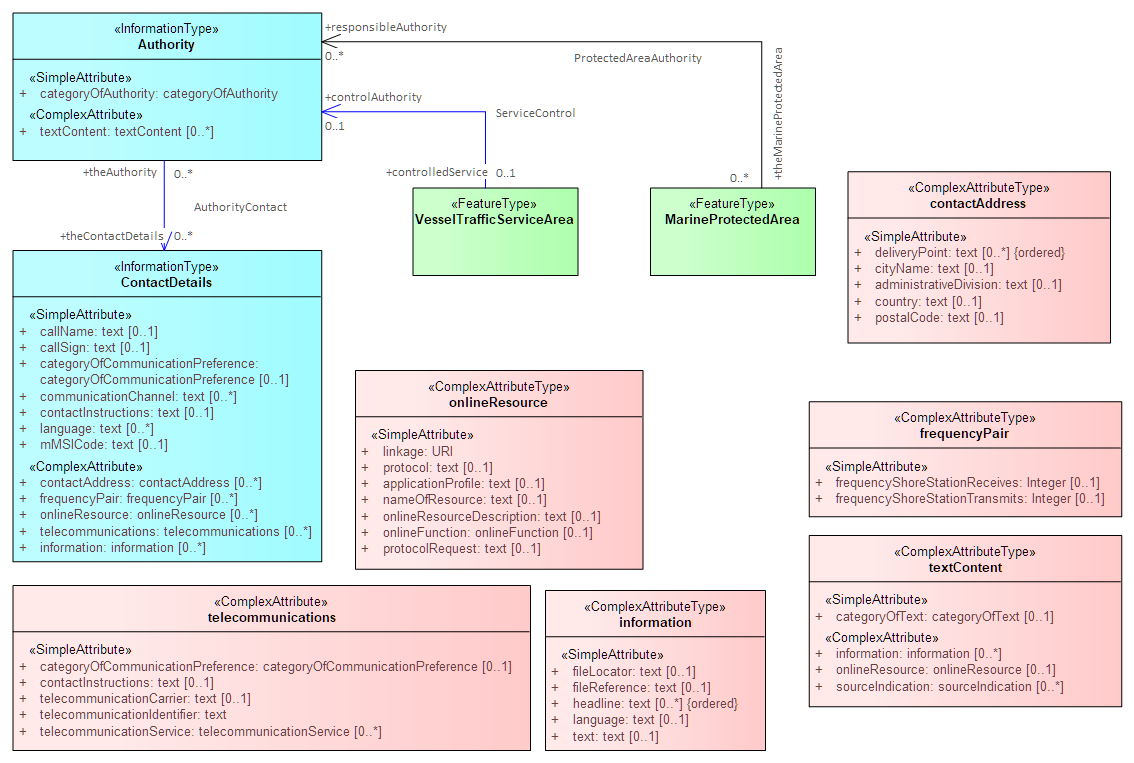 «InformationType»
Authority
«SimpleAttribute»
+ categoryOfAuthority: categoryOfAuthority
«ComplexAttribute»
+ textContent: textContent [0..*]
+responsibleAuthority
0..*
ProtectedAreaAuthority
+theMarineProtectedArea
0..*
+controlAuthority
0..1
ServiceControl
+controlledService 0..1
+theAuthority 0..*
AuthorityContact
+theContactDetails 0..*
«FeatureType»
VesselTrafficServiceArea
«FeatureType»
MarineProtectedArea
«ComplexAttributeType»
contactAddress
«SimpleAttribute»
+ deliveryPoint: text [0..*] {ordered}
+ cityName: text [0..1]
+ administrativeDivision: text [0..1]
+ country: text [0..1]
+ postalCode: text [0..1]
«InformationType»
ContactDetails
«SimpleAttribute»
+ callName: text [0..1]
+ callSign: text [0..1]
+ categoryOfCommunicationPreference:
categoryOfCommunicationPreference [0..1]
+ communicationChannel: text [0..*]
+ contactInstructions: text [0..1]
+ language: text [0..*]
+ mMSICode: text [0..1]
«ComplexAttribute»
+ contactAddress: contactAddress [0..*]
+ frequencyPair: frequencyPair [0..*]
+ onlineResource: onlineResource [0..*]
+ telecommunications: telecommunications [0..*]
+ information: information [0..*]
«ComplexAttributeType»
onlineResource
«SimpleAttribute»
+ linkage: URI
+ protocol: text [0..1]
+ applicationProfile: text [0..1]
+ nameOfResource: text [0..1]
+ onlineResourceDescription: text [0..1]
+ onlineFunction: onlineFunction [0..1]
+ protocolRequest: text [0..1]
«ComplexAttributeType»
frequencyPair
«SimpleAttribute»
+ frequencyShoreStationReceives: Integer [0..1]
+ frequencyShoreStationTransmits: Integer [0..1]
«ComplexAttributeType»
textContent
«SimpleAttribute»
+ categoryOfText: categoryOfText [0..1]
«ComplexAttribute»
+ information: information [0..*]
+ onlineResource: onlineResource [0..1]
+ sourceIndication: sourceIndication [0..*]
«ComplexAttribute»
telecommunications
«SimpleAttribute»
+ categoryOfCommunicationPreference: categoryOfCommunicationPreference [0..1]
+ contactInstructions: text [0..1]
+ telecommunicationCarrier: text [0..1]
+ telecommunicationIdentifier: text
+ telecommunicationService: telecommunicationService [0..*]
«ComplexAttributeType»
information
«SimpleAttribute»
+ fileLocator: text [0..1]
+ fileReference: text [0..1]
+ headline: text [0..*] {ordered}
+ language: text [0..1]
+ text: text [0..1]